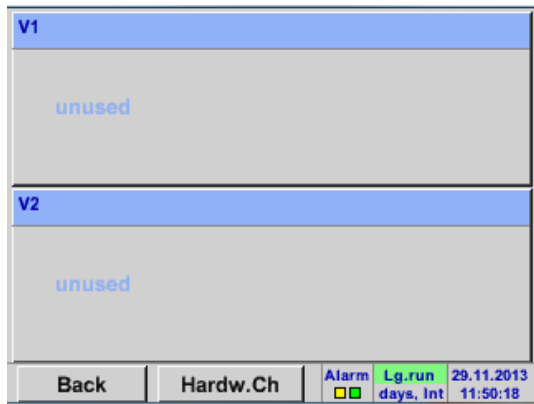 V1
unused
V2
unused
Back Hardw.Ch Alarm Lg.run 29.11.2013
days, Int 11:50:18